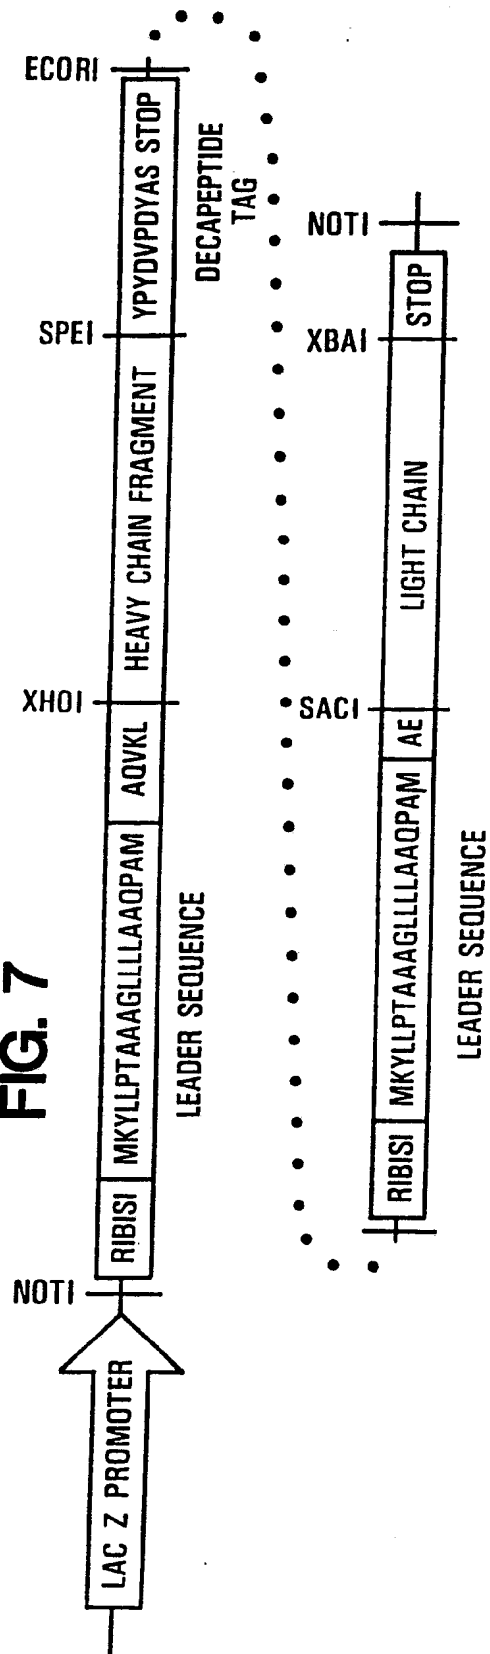 FIG. 7
LAC Z PROMOTER
NOTI
RIBISI
MKYLLPTAAAGLLLLAAQPAM
LEADER SEQUENCE
AQVKL
XHOI
HEAVY CHAIN FRAGMENT
SPEI
YPYDVPDYAS STOP
DECAPEPTIDE
TAG
ECORI
RIBISI
MKYLLPTAAAGLLLLAAQPAM
LEADER SEQUENCE
AE
SACI
LIGHT CHAIN
XBAI
STOP
NOTI